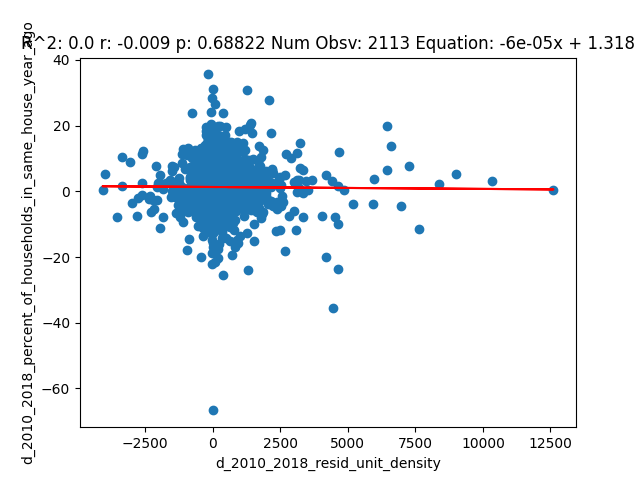 R^2: 0.0 r: -0.009 p: 0.68822 Num Obsv: 2113 Equation: -6e-05x + 1.318
d_2010_2018_percent_of_households_in_same_house_year_ago
40
20
0
−20
−40
−60
−2500 0 2500 5000 7500 10000 12500
d_2010_2018_resid_unit_density